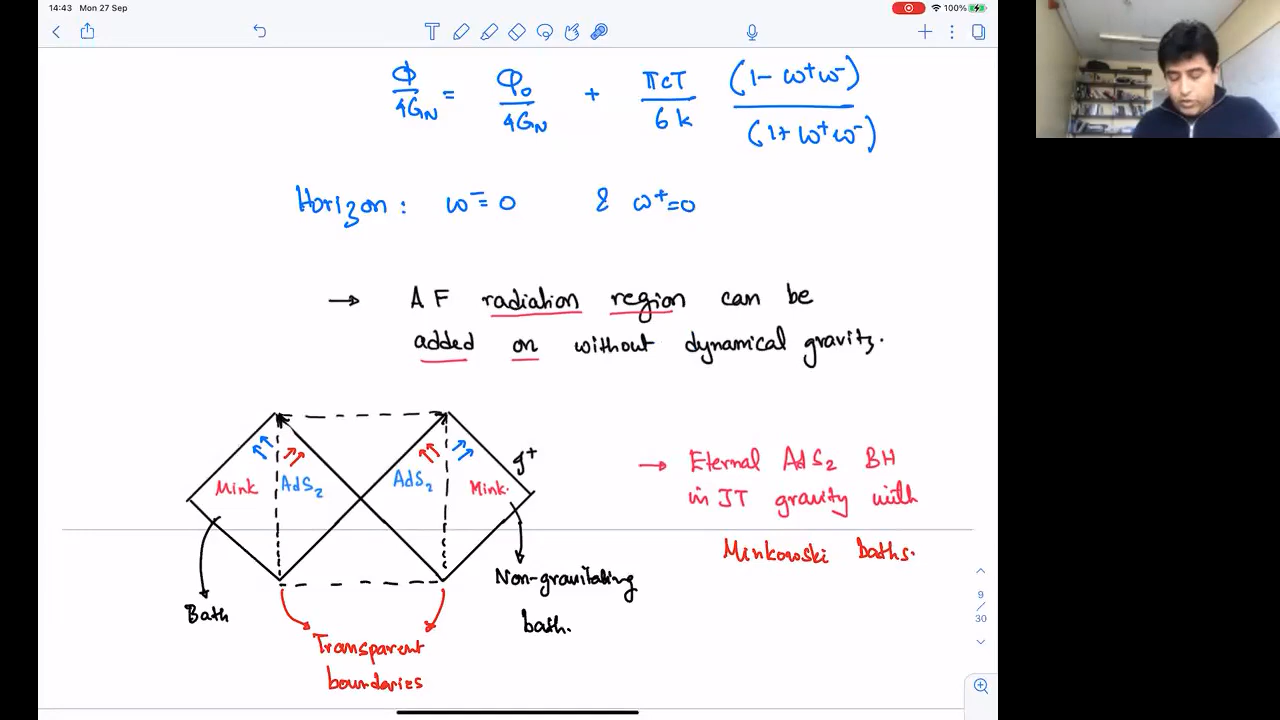 14:43 Mon 27 Sep
100%
Φ/4G_N = Φ₀/4G_N + πcT/6k (1 - ω⁺ω⁻)/(1 + ω⁺ω⁻)
Horizon : ω⁻ = 0 & ω⁺ = 0
→ AF radiation region can be
added on without dynamical gravity.
Mink AdS₂ AdS₂ Mink. 𝒥⁺
Bath
Transparent
boundaries
Non-gravitating
bath.
→ Eternal AdS₂ BH
in JT gravity with
Minkowski Baths.
9
/
30